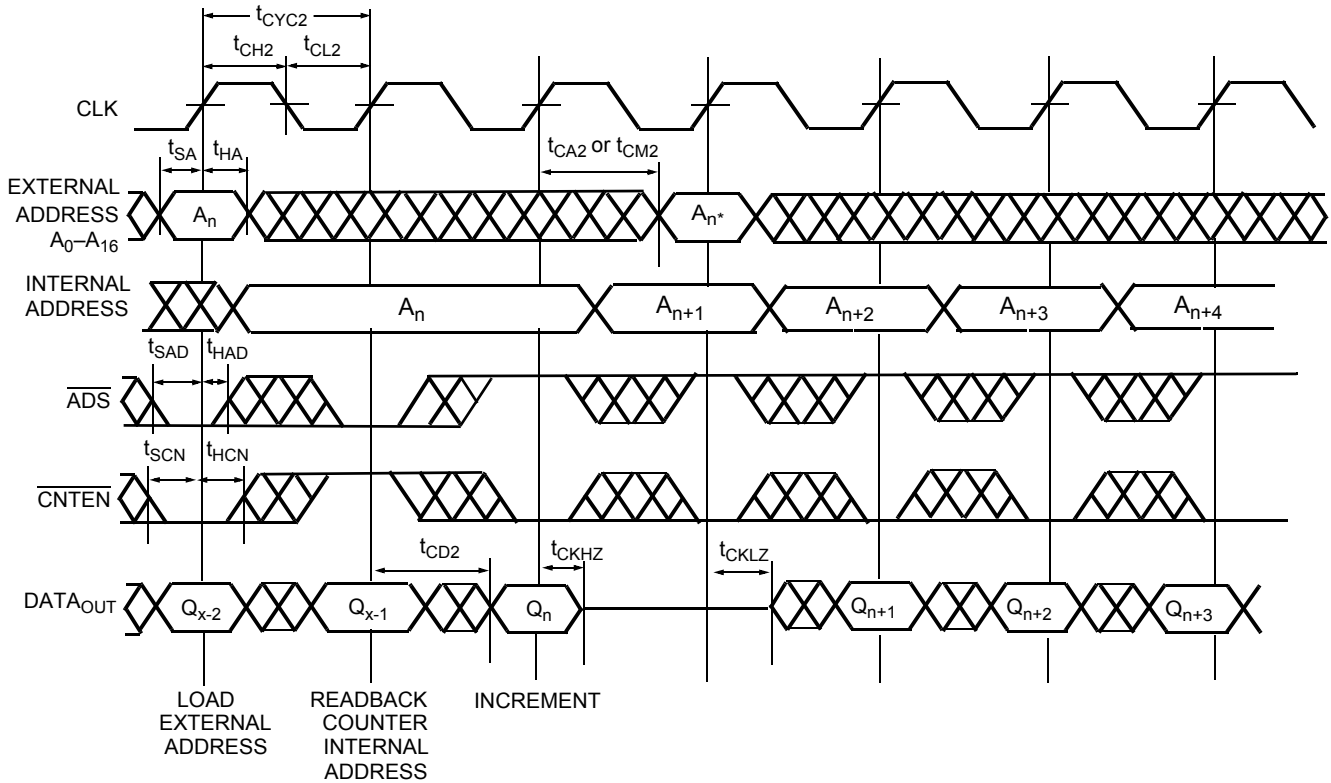 tCYC2
tCH2 tCL2
CLK
tSA tHA tCA2 or tCM2
EXTERNAL
ADDRESS
A0–A16
An An*
INTERNAL
ADDRESS
An An+1 An+2 An+3 An+4
tSAD tHAD
ADS
tSCN tHCN
CNTEN
tCD2 tCKHZ tCKLZ
DATAOUT Qx-2 Qx-1 Qn Qn+1 Qn+2 Qn+3
LOAD
EXTERNAL
ADDRESS
READBACK
COUNTER
INTERNAL
ADDRESS
INCREMENT